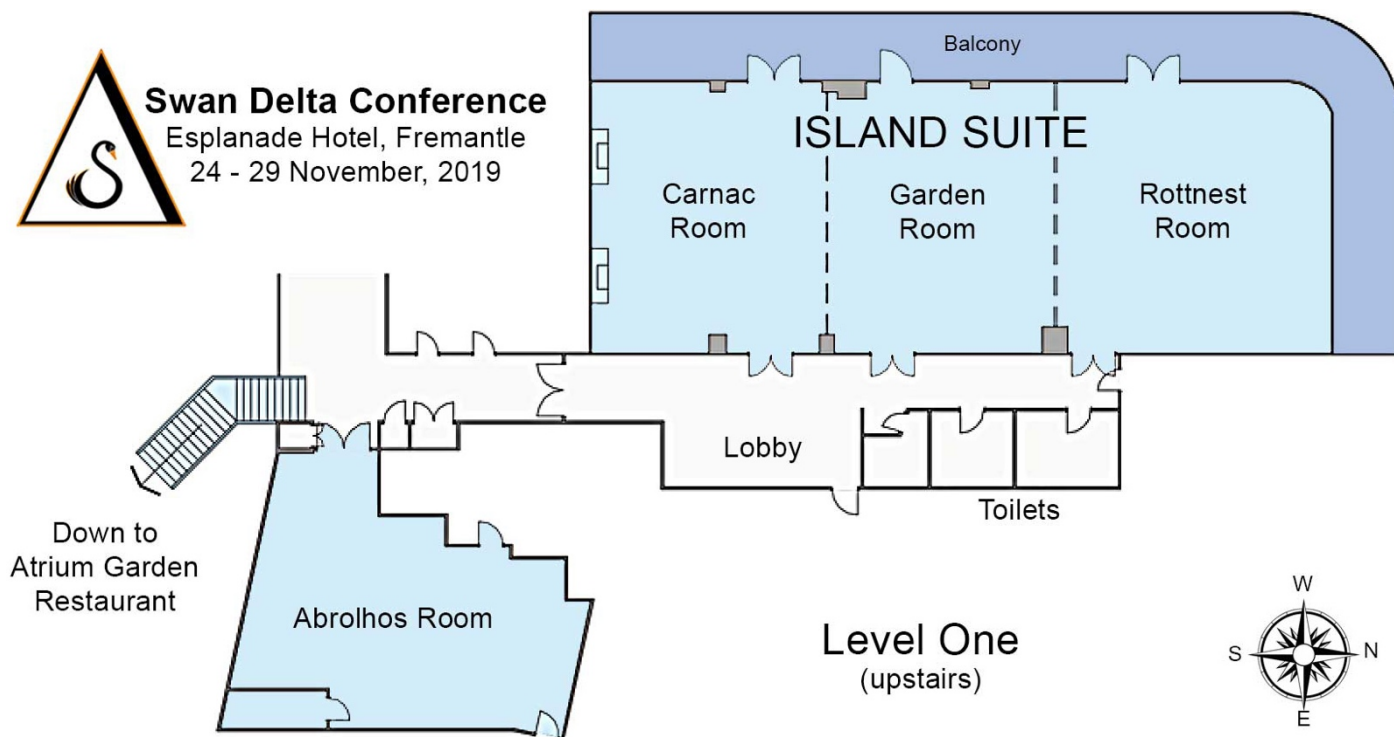 Swan Delta Conference
Esplanade Hotel, Fremantle
24 - 29 November, 2019
Balcony
ISLAND SUITE
Carnac
Room
Garden
Room
Rottnest
Room
Lobby
Toilets
Down to
Atrium Garden
Restaurant
Abrolhos Room
Level One
(upstairs)
W
S
N
E